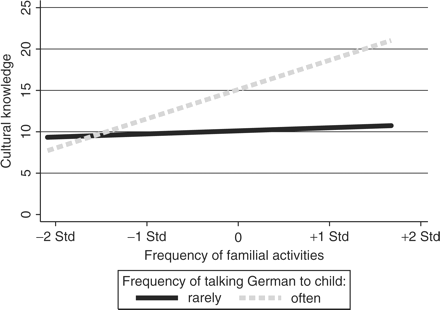 25
20
15
10
5
0
Cultural knowledge
−2 Std −1 Std 0 +1 Std +2 Std
Frequency of familial activities
Frequency of talking German to child:
rarely often